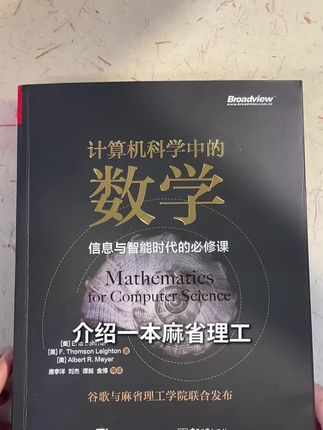 Broadview
www.broadview.com.cn
计算机科学中的
数学
信息与智能时代的必修课
Mathematics
for Computer Science
介绍一本麻省理工
[美] F. Thomson Leighton 著
[美] Albert R. Meyer
唐李洋 刘杰 谭昶 金博 等译
谷歌与麻省理工学院联合发布